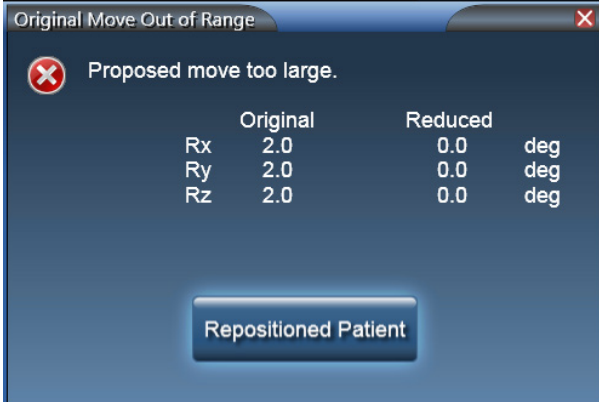 Original Move Out of Range
Proposed move too large.
Original Reduced
Rx 2.0 0.0 deg
Ry 2.0 0.0 deg
Rz 2.0 0.0 deg
Repositioned Patient